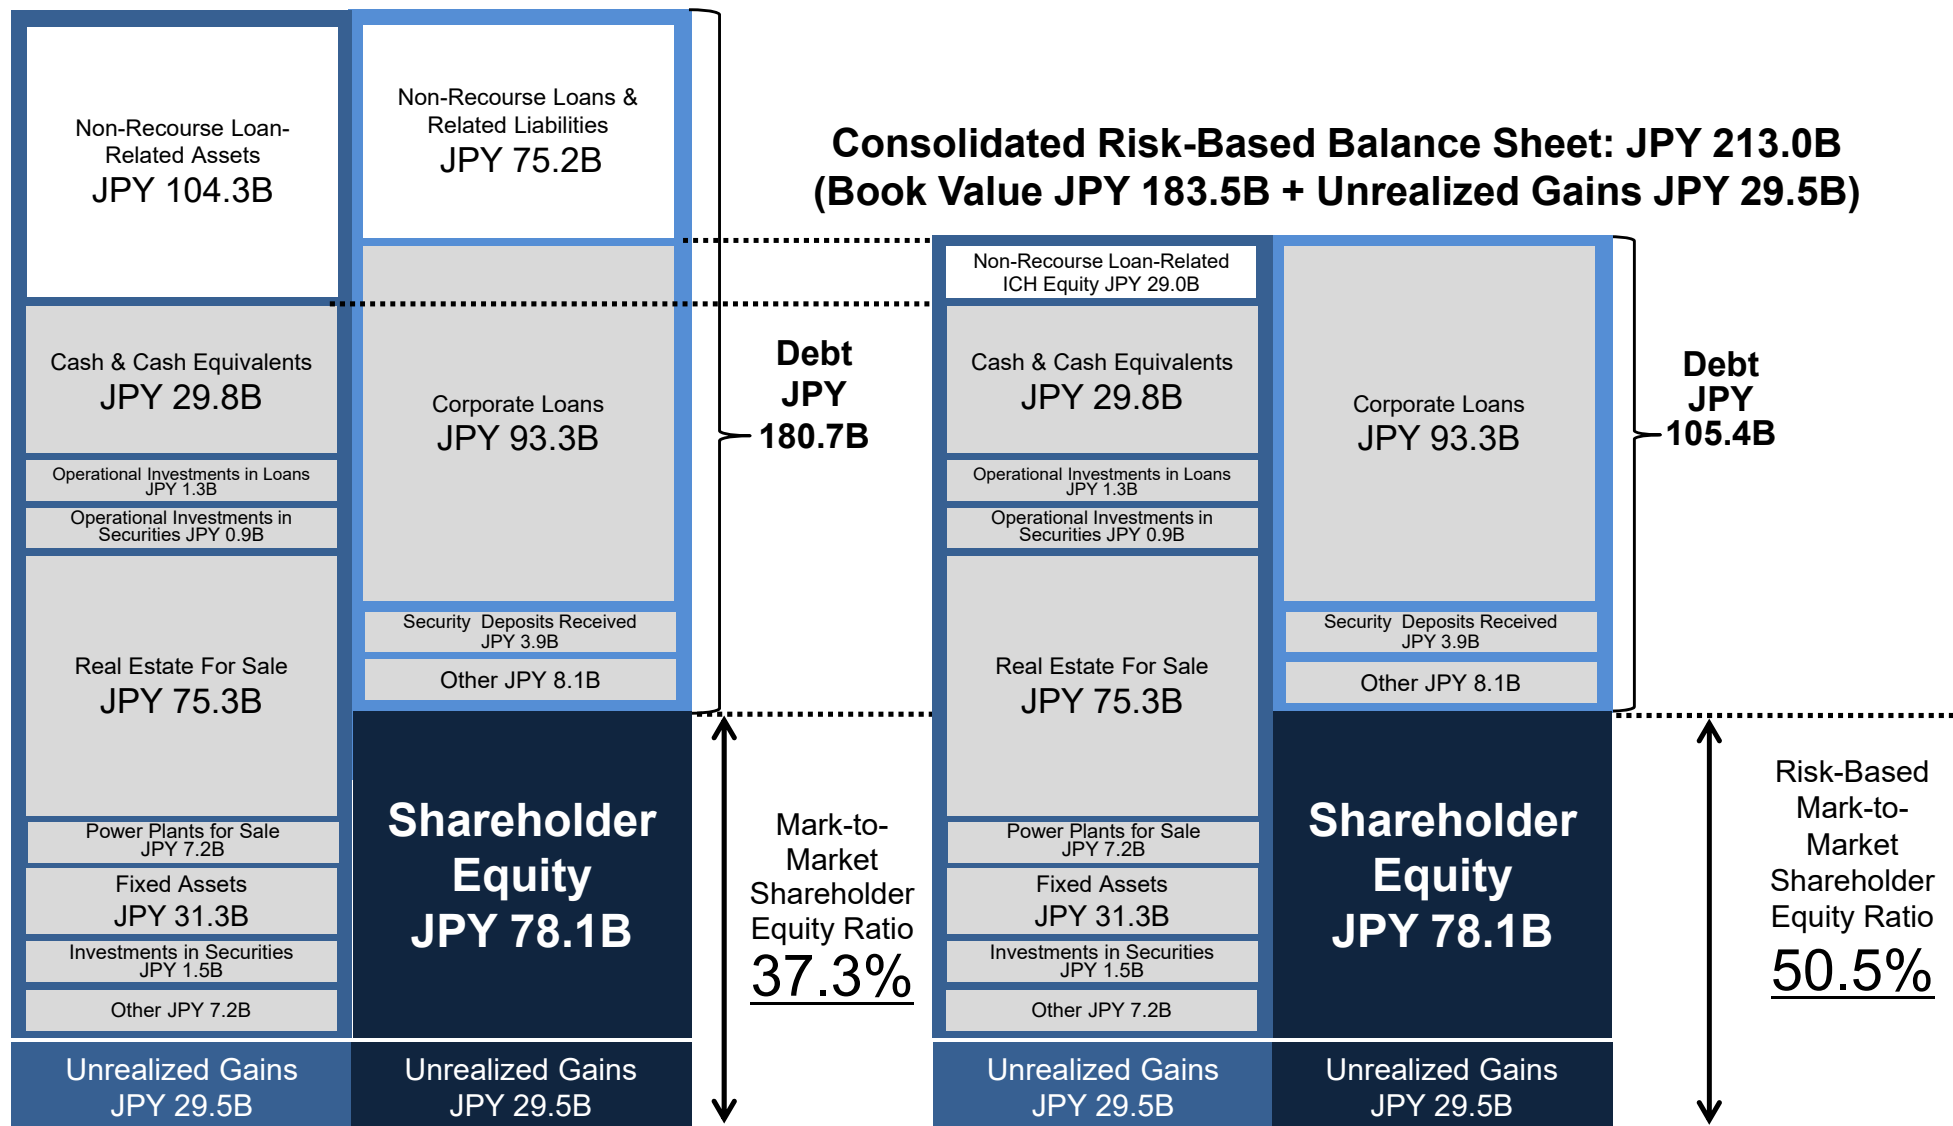 Non-Recourse Loan-
Related Assets
JPY 104.3B
Cash & Cash Equivalents
JPY 29.8B
Operational Investments in Loans
JPY 1.3B
Operational Investments in
Securities JPY 0.9B
Real Estate For Sale
JPY 75.3B
Power Plants for Sale
JPY 7.2B
Fixed Assets
JPY 31.3B
Investments in Securities
JPY 1.5B
Other JPY 7.2B
Unrealized Gains
JPY 29.5B
Non-Recourse Loans &
Related Liabilities
JPY 75.2B
Corporate Loans
JPY 93.3B
Security  Deposits Received
JPY 3.9B
Other JPY 8.1B
Shareholder
Equity
JPY 78.1B
Unrealized Gains
JPY 29.5B
Debt
JPY
180.7B
Mark-to-
Market
Shareholder
Equity Ratio
37.3%
Consolidated Risk-Based Balance Sheet: JPY 213.0B
(Book Value JPY 183.5B + Unrealized Gains JPY 29.5B)
Non-Recourse Loan-Related
ICH Equity JPY 29.0B
Cash & Cash Equivalents
JPY 29.8B
Operational Investments in Loans
JPY 1.3B
Operational Investments in
Securities JPY 0.9B
Real Estate For Sale
JPY 75.3B
Power Plants for Sale
JPY 7.2B
Fixed Assets
JPY 31.3B
Investments in Securities
JPY 1.5B
Other JPY 7.2B
Unrealized Gains
JPY 29.5B
Corporate Loans
JPY 93.3B
Security  Deposits Received
JPY 3.9B
Other JPY 8.1B
Shareholder
Equity
JPY 78.1B
Unrealized Gains
JPY 29.5B
Debt
JPY
105.4B
Risk-Based
Mark-to-
Market
Shareholder
Equity Ratio
50.5%